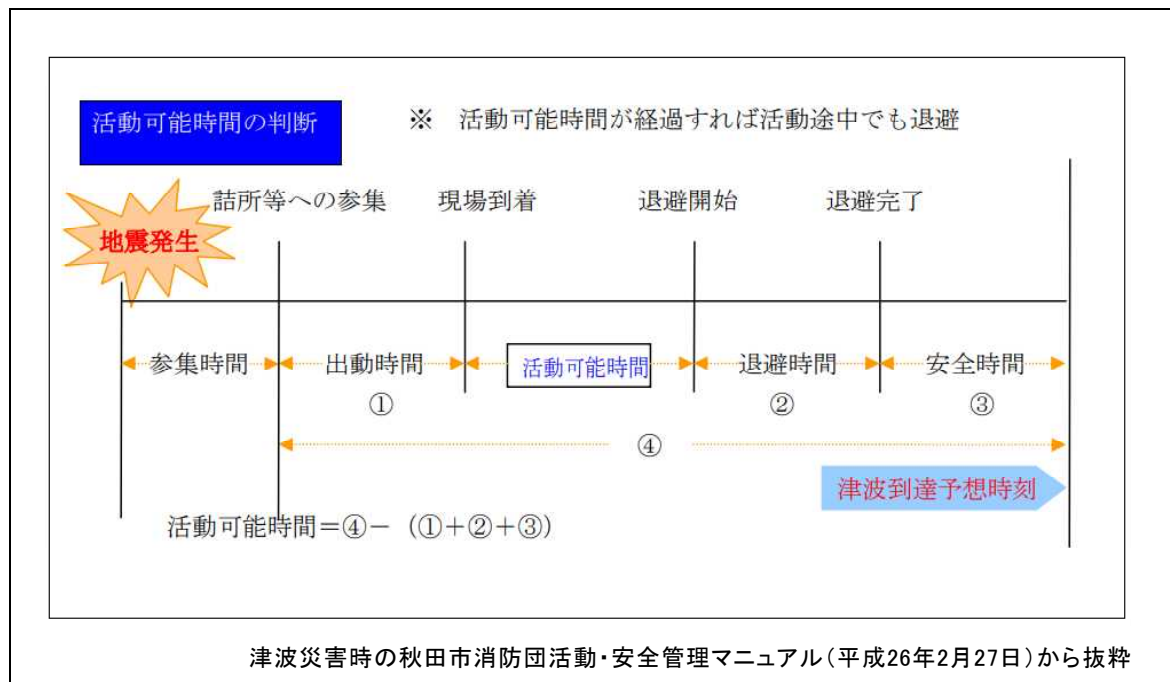 活動可能時間の判断
※ 活動可能時間が経過すれば活動途中でも退避
詰所等への参集 現場到着 退避開始 退避完了
地震発生
参集時間 出動時間 活動可能時間 退避時間 安全時間
① ② ③
④
津波到達予想時刻
活動可能時間=④-(①+②+③)
津波災害時の秋田市消防団活動・安全管理マニュアル(平成26年2月27日)から抜粋